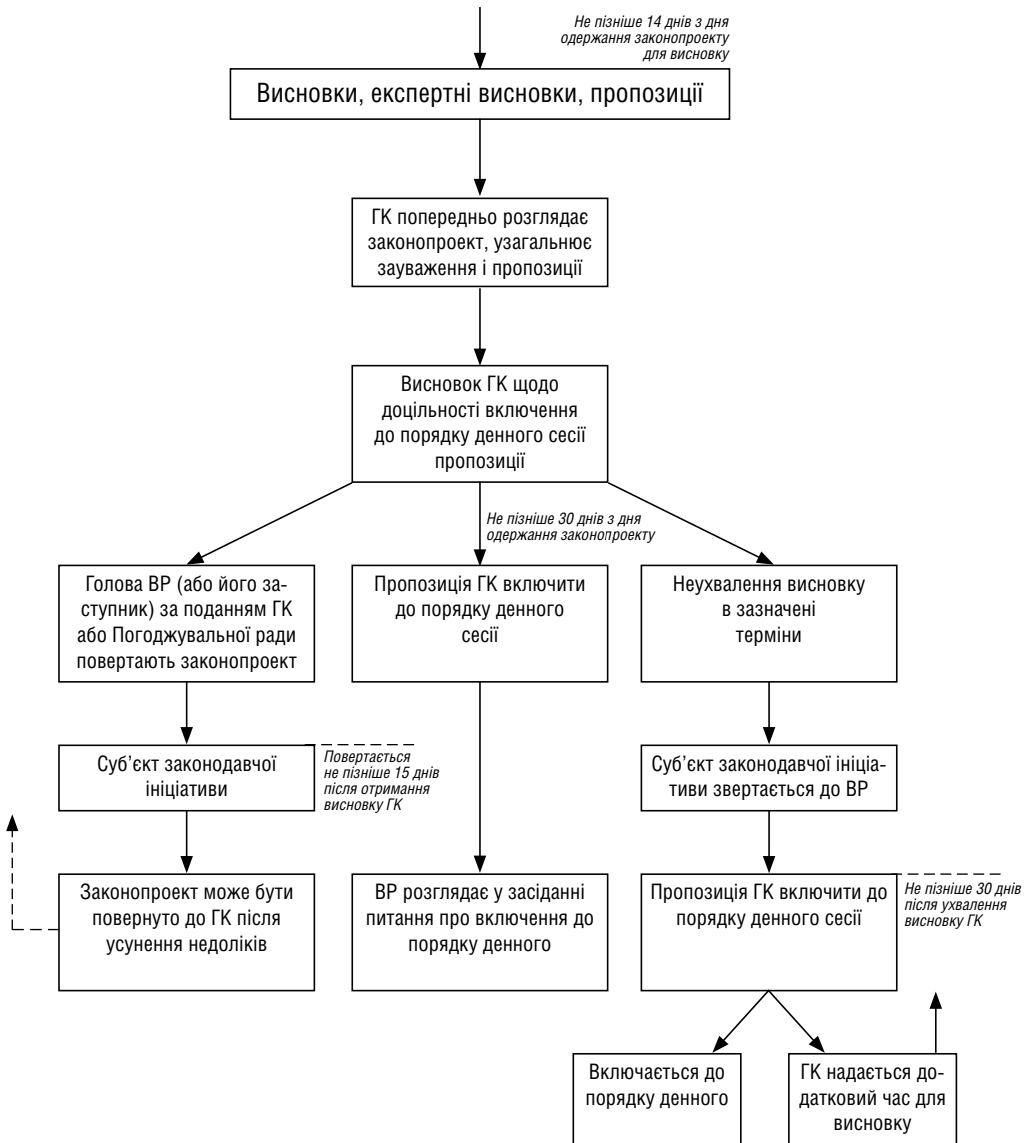 Не пізніше 14 днів з дня
одержання законопроекту
для висновку
Висновки, експертні висновки, пропозиції
ГК попередньо розглядає
законопроект, узагальнює
зауваження і пропозиції
Висновок ГК щодо
доцільності включення
до порядку денного сесії
пропозиції
Не пізніше 30 днів з дня
одержання законопроекту
Голова ВР (або його за-
ступник) за поданням ГК
або Погоджувальної ради
повертають законопроект
Пропозиція ГК включити
до порядку денного
сесії
Неухвалення висновку
в зазначені
терміни
Суб’єкт законодавчої
ініціативи
Повертається
не пізніше 15 днів
після отримання
висновку ГК
Суб’єкт законодавчої ініціа-
тиви звертається до ВР
Законопроект може бути
повернуто до ГК після
усунення недоліків
ВР розглядає у засіданні
питання про включення до
порядку денного
Пропозиція ГК включити до
порядку денного сесії
Не пізніше 30 днів
після ухвалення
висновку ГК
Включається до
порядку денного
ГК надається до-
датковий час для
висновку